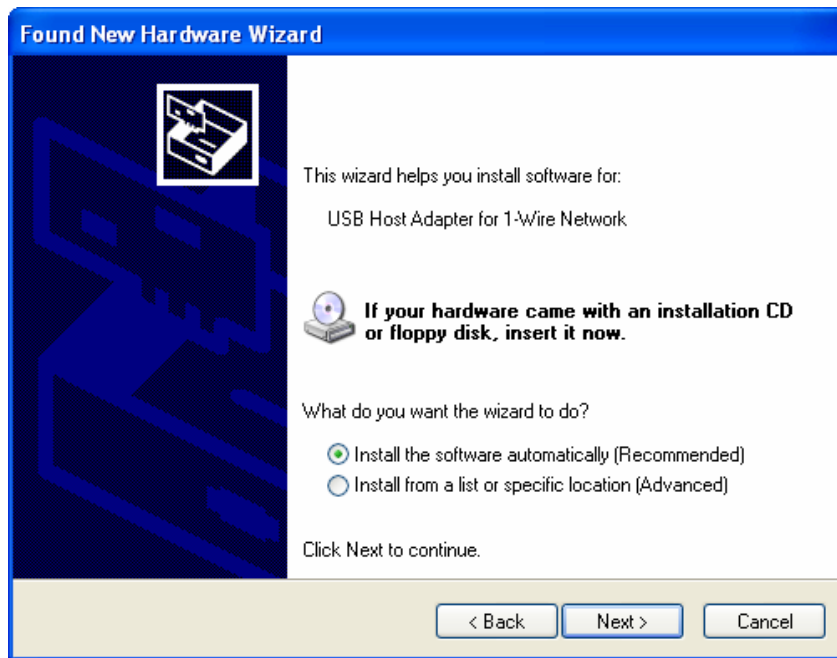 Found New Hardware Wizard
This wizard helps you install software for:
USB Host Adapter for 1-Wire Network
If your hardware came with an installation CD
or floppy disk, insert it now.
What do you want the wizard to do?
Install the software automatically (Recommended)
Install from a list or specific location (Advanced)
Click Next to continue.
< Back
Next >
Cancel